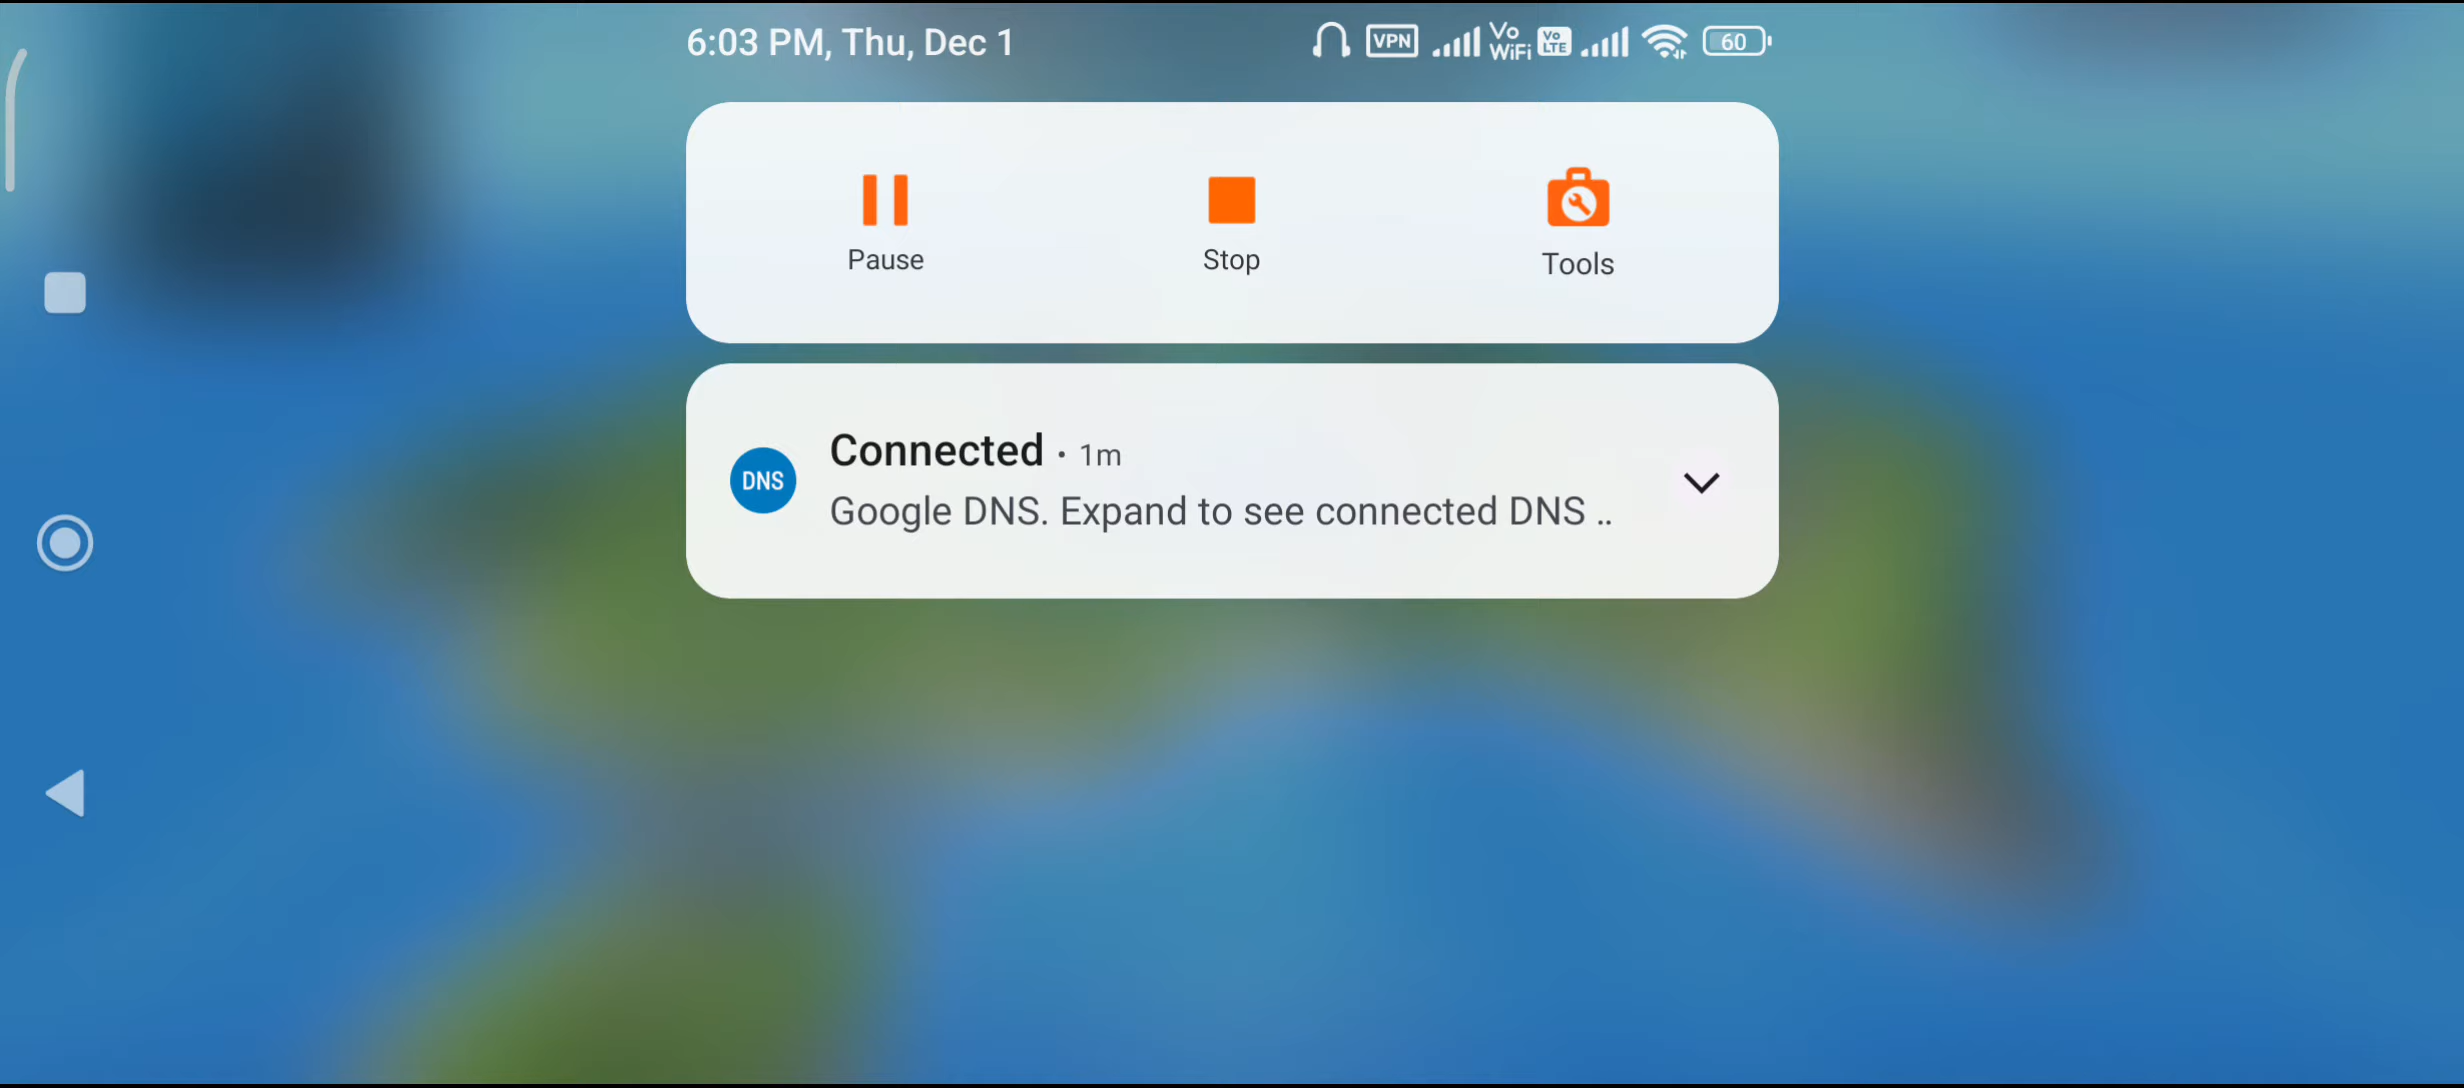 6:03 PM, Thu, Dec 1
VPN Vo WiFi Vo LTE 60
Pause Stop Tools
DNS
Connected • 1m
Google DNS. Expand to see connected DNS ..